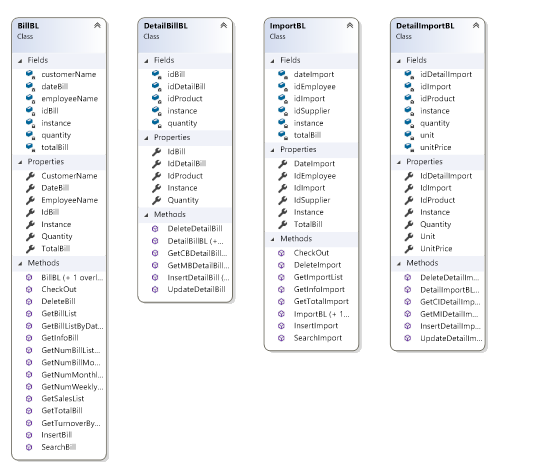 BillBL
Class
Fields
customerName
dateBill
employeeName
idBill
instance
quantity
totalBill
Properties
CustomerName
DateBill
EmployeeName
IdBill
Instance
Quantity
TotalBill
Methods
BillBL (+ 1 overl...
CheckOut
DeleteBill
GetBillList
GetBillListByDat...
GetInfoBill
GetNumBillList...
GetNumBillMo...
GetNumMonthl...
GetNumWeekly...
GetSalesList
GetTotalBill
GetTurnoverBy...
InsertBill
SearchBill
DetailBillBL
Class
Fields
idBill
idDetailBill
idProduct
instance
quantity
Properties
IdBill
IdDetailBill
IdProduct
Instance
Quantity
Methods
DeleteDetailBill
DetailBillBL (+...
GetCBDetailBill...
GetMBDetailBill...
InsertDetailBill (...
UpdateDetailBill
ImportBL
Class
Fields
dateImport
idEmployee
idImport
idSupplier
instance
totalBill
Properties
DateImport
IdEmployee
IdImport
IdSupplier
Instance
TotalBill
Methods
CheckOut
DeleteImport
GetImportList
GetInfoImport
GetTotalImport
ImportBL (+ 1...
InsertImport
SearchImport
DetailImportBL
Class
Fields
idDetailImport
idImport
idProduct
instance
quantity
unit
unitPrice
Properties
IdDetailImport
IdImport
IdProduct
Instance
Quantity
Unit
UnitPrice
Methods
DeleteDetailIm...
DetailImportBL...
GetCIDetailImp...
GetMIDetailIm...
InsertDetailImp...
UpdateDetailIm...